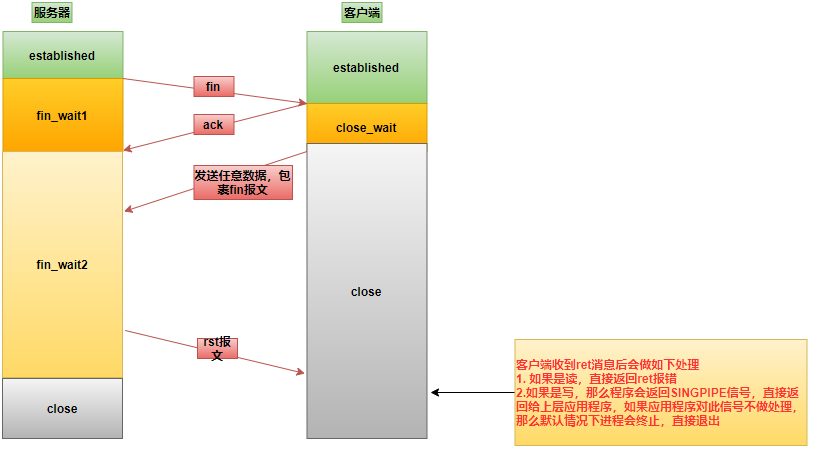 服务器
客户端
established
established
fin
fin_wait1
ack
close_wait
发送任意数据，包
裹fin报文
fin_wait2
close
rst报
文
close
客户端收到ret消息后会做如下处理
1. 如果是读，直接返回ret报错
2.如果是写，那么程序会返回SINGPIPE信号，直接返
回给上层应用程序，如果应用程序对此信号不做处理，
那么默认情况下进程会终止，直接退出